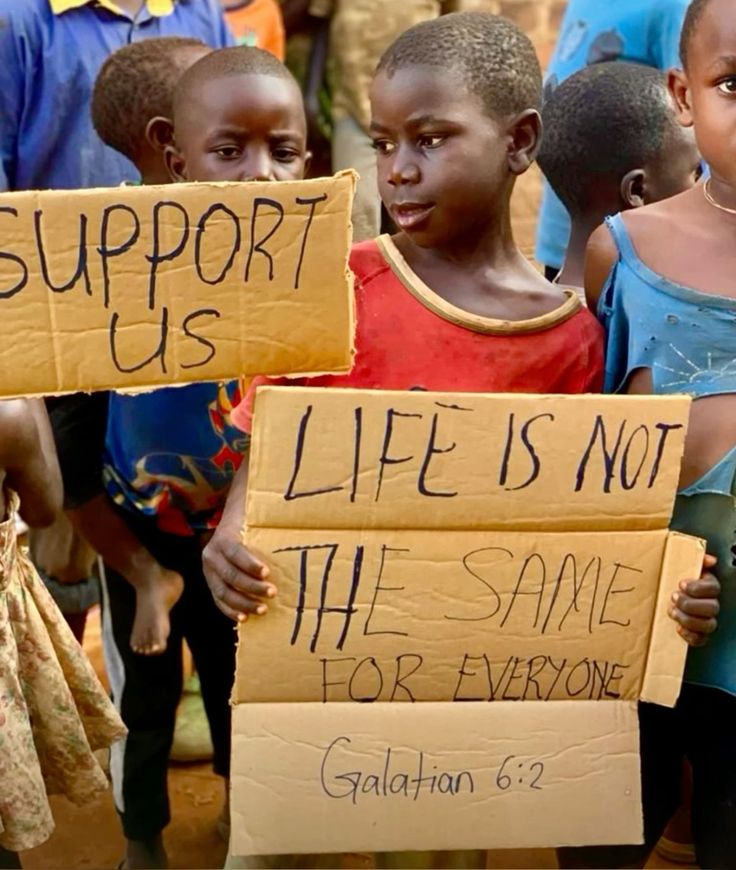 SUPPORT
US
LIFE IS NOT
THE SAME
FOR EVERYONE
Galatian 6:2